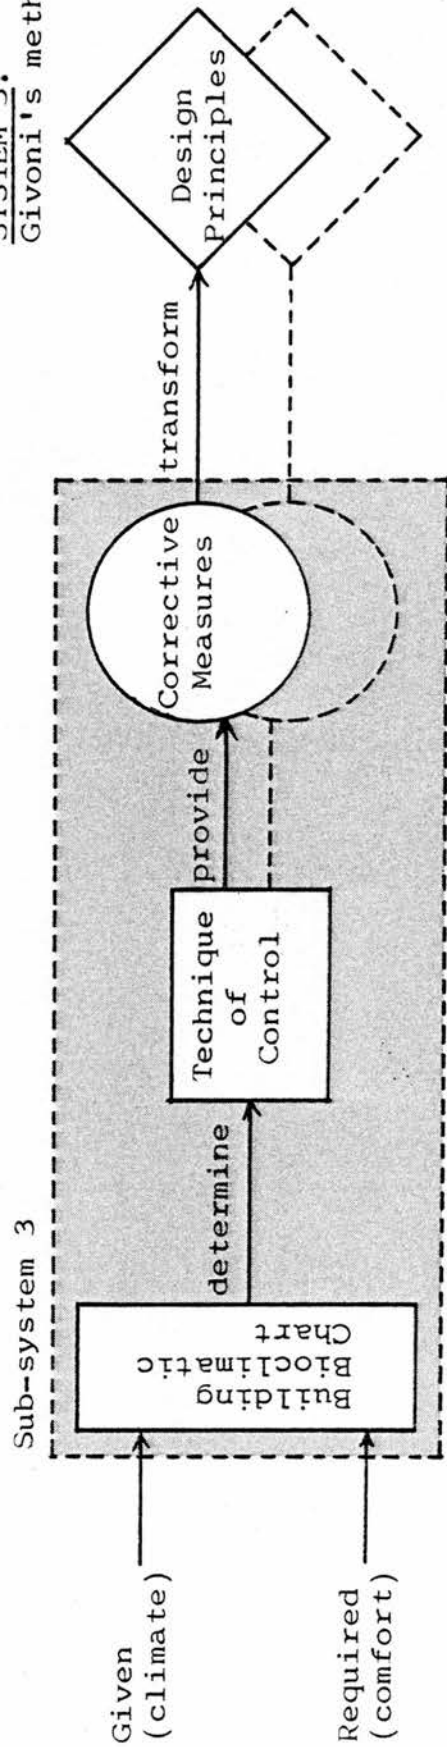 SYSTEM 3.
Givoni's meth
Sub-system 3
Given
(climate)
Required
(comfort)
Building
Bioclimatic
Chart
determine
Technique
of
Control
provide
Corrective
Measures
transform
Design
Principles